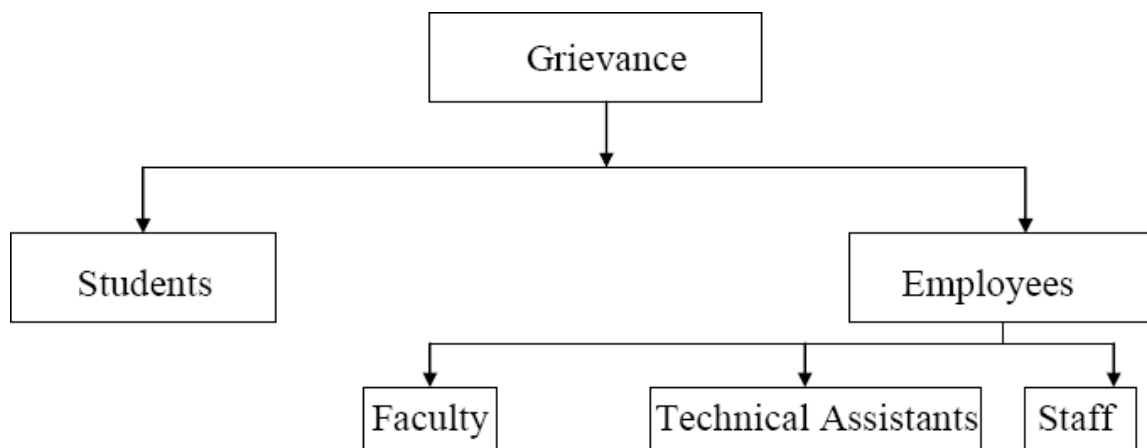 Grievance
Students
Employees
Faculty
Technical Assistants
Staff